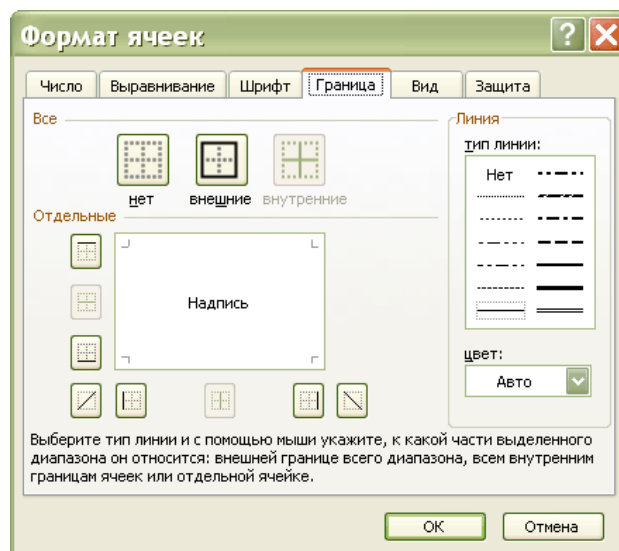 Формат ячеек
Число Выравнивание Шрифт Граница Вид Защита
Все
нет внешние внутренние
Отдельные
Надпись
Линия
тип линии:
Нет
цвет:
Авто
Выберите тип линии и с помощью мыши укажите, к какой части выделенного
диапазона он относится: внешней границе всего диапазона, всем внутренним
границам ячеек или отдельной ячейке.
ОК Отмена